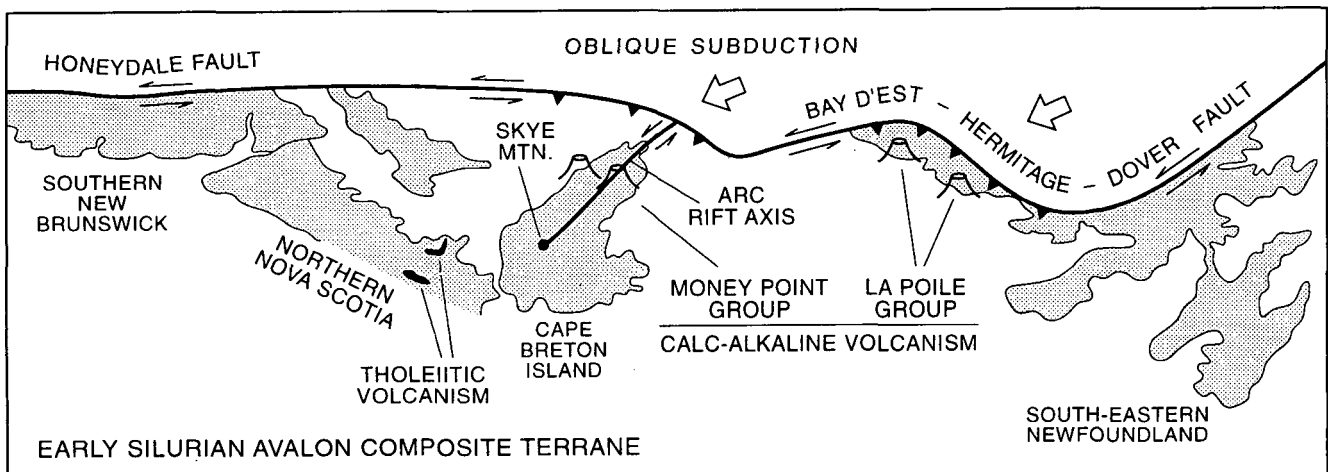 OBLIQUE SUBDUCTION
HONEYDALE FAULT
BAY D'EST - HERMITAGE - DOVER FAULT
SKYE
MTN.
SOUTHERN
NEW
BRUNSWICK
ARC
RIFT AXIS
NORTHERN
NOVA SCOTIA
MONEY POINT
GROUP
LA POILE
GROUP
CALC-ALKALINE VOLCANISM
CAPE
BRETON
ISLAND
THOLEIITIC
VOLCANISM
SOUTH-EASTERN
NEWFOUNDLAND
EARLY SILURIAN AVALON COMPOSITE TERRANE